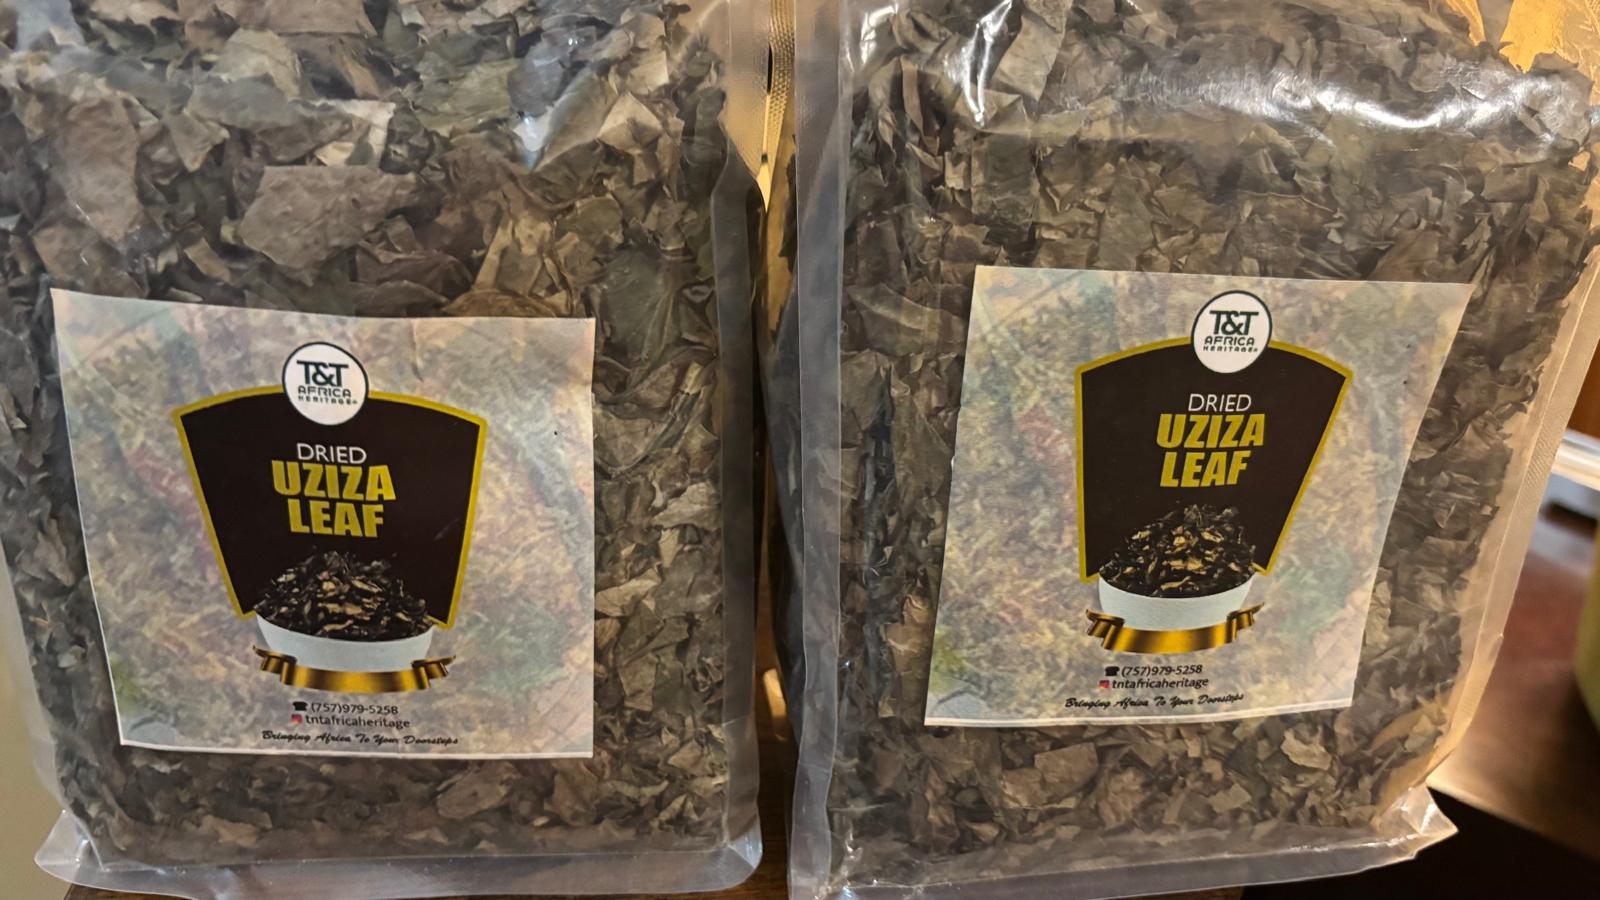 T&T
AFRICA
HERITAGE
DRIED
UZIZA
LEAF
(757)979-5258
tntafricaheritage
Bringing Africa To Your Doorsteps
T&T
AFRICA
HERITAGE
DRIED
UZIZA
LEAF
(757)979-5258
tntafricaheritage
Bringing Africa To Your Doorsteps